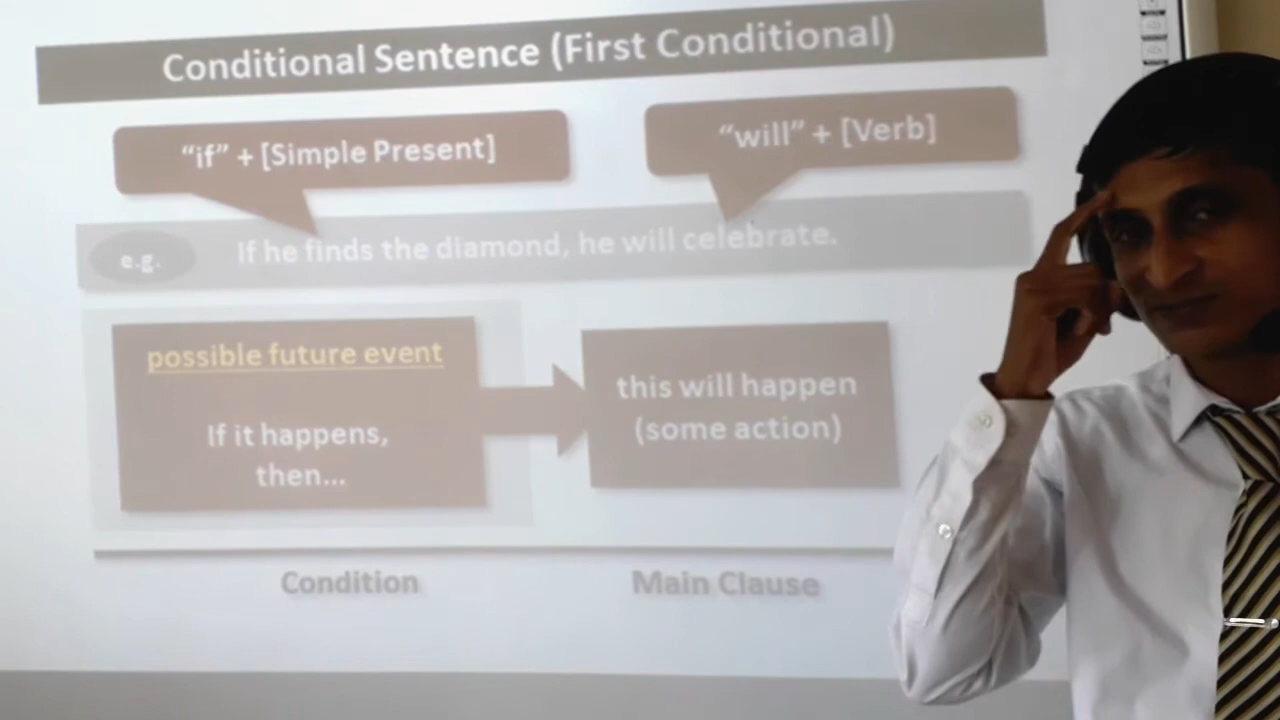 Conditional Sentence (First Conditional)
“if” + [Simple Present]
“will” + [Verb]
e.g.
If he finds the diamond, he will celebrate.
possible future event
If it happens,
then...
this will happen
(some action)
Condition
Main Clause